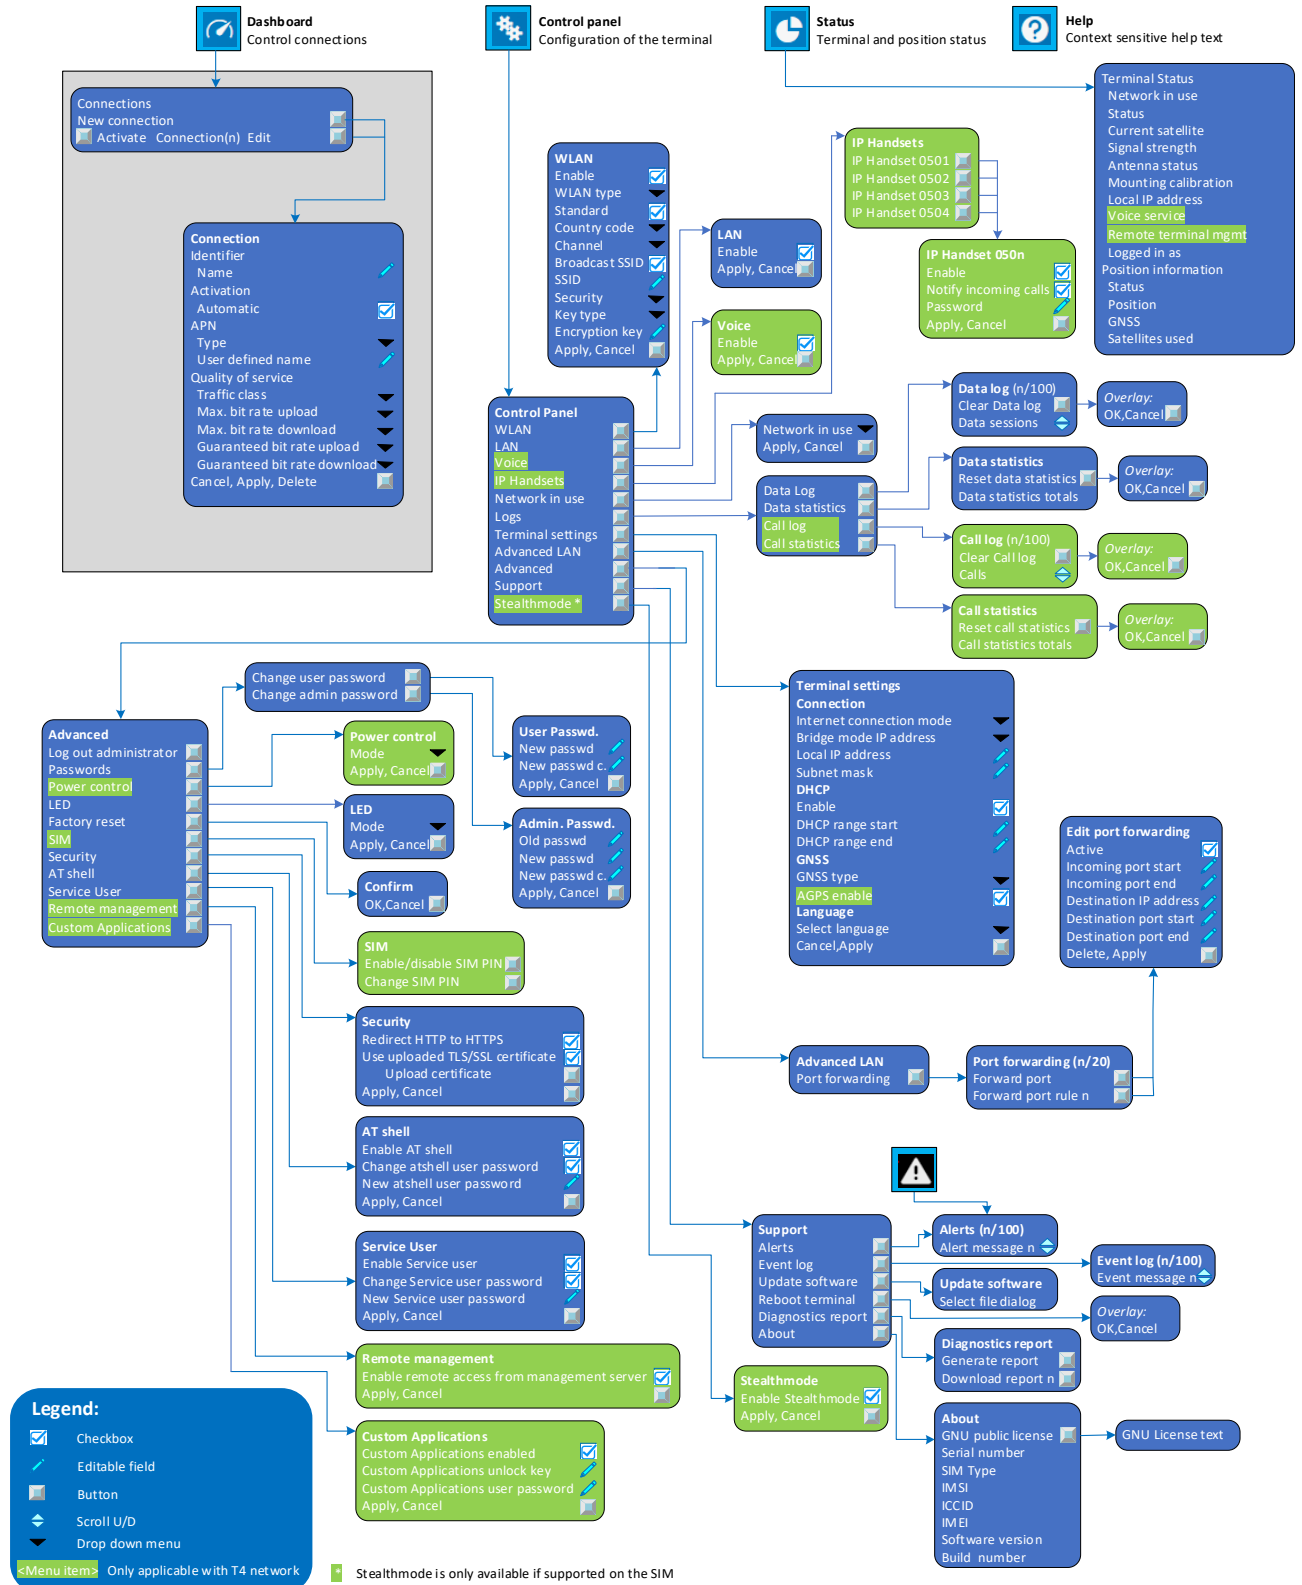 Dashboard
Control connections
Control panel
Configuration of the terminal
Status
Terminal and position status
Help
Context sensitive help text
Connections
New connection
Activate Connection(n) Edit
Connection
Identifier
Name
Activation
Automatic
APN
Type
User defined name
Quality of service
Traffic class
Max. bit rate upload
Max. bit rate download
Guaranteed bit rate upload
Guaranteed bit rate download
Cancel, Apply, Delete
WLAN
Enable
WLAN type
Standard
Country code
Channel
Broadcast SSID
SSID
Security
Key type
Encryption key
Apply, Cancel
LAN
Enable
Apply, Cancel
Voice
Enable
Apply, Cancel
IP Handsets
IP Handset 0501
IP Handset 0502
IP Handset 0503
IP Handset 0504
IP Handset 050n
Enable
Notify incoming calls
Password
Apply, Cancel
Terminal Status
Network in use
Status
Current satellite
Signal strength
Antenna status
Mounting calibration
Local IP address
Voice service
Remote terminal mgmt
Logged in as
Position information
Status
Position
GNSS
Satellites used
Control Panel
WLAN
LAN
Voice
IP Handsets
Network in use
Logs
Terminal settings
Advanced LAN
Advanced
Support
Stealthmode *
Network in use
Apply, Cancel
Data Log
Data statistics
Call log
Call statistics
Data log (n/100)
Clear Data log
Data sessions
Overlay:
OK,Cancel
Data statistics
Reset data statistics
Data statistics totals
Overlay:
OK,Cancel
Call log (n/100)
Clear Call log
Calls
Overlay:
OK,Cancel
Call statistics
Reset call statistics
Call statistics totals
Overlay:
OK,Cancel
Change user password
Change admin password
Advanced
Log out administrator
Passwords
Power control
LED
Factory reset
SIM
Security
AT shell
Service User
Remote management
Custom Applications
Power control
Mode
Apply, Cancel
LED
Mode
Apply, Cancel
Confirm
OK,Cancel
User Passwd.
New passwd
New passwd c.
Apply, Cancel
Admin. Passwd.
Old passwd
New passwd
New passwd c.
Apply, Cancel
SIM
Enable/disable SIM PIN
Change SIM PIN
Security
Redirect HTTP to HTTPS
Use uploaded TLS/SSL certificate
Upload certificate
Apply, Cancel
AT shell
Enable AT shell
Change atshell user password
New atshell user password
Apply, Cancel
Service User
Enable Service user
Change Service user password
New Service user password
Apply, Cancel
Remote management
Enable remote access from management server
Apply, Cancel
Custom Applications
Custom Applications enabled
Custom Applications unlock key
Custom Applications user password
Apply, Cancel
Terminal settings
Connection
Internet connection mode
Bridge mode IP address
Local IP address
Subnet mask
DHCP
Enable
DHCP range start
DHCP range end
GNSS
GNSS type
AGPS enable
Language
Select language
Cancel,Apply
Edit port forwarding
Active
Incoming port start
Incoming port end
Destination IP address
Destination port start
Destination port end
Delete, Apply
Advanced LAN
Port forwarding
Port forwarding (n/20)
Forward port
Forward port rule n
Support
Alerts
Event log
Update software
Reboot terminal
Diagnostics report
About
Alerts (n/100)
Alert message n
Event log (n/100)
Event message n
Update software
Select file dialog
Overlay:
OK,Cancel
Diagnostics report
Generate report
Download report n
Stealthmode
Enable Stealthmode
Apply, Cancel
About
GNU public license
Serial number
SIM Type
IMSI
ICCID
IMEI
Software version
Build number
GNU License text
Legend:
Checkbox
Editable field
Button
Scroll U/D
Drop down menu
<Menu item> Only applicable with T4 network
* Stealthmode is only available if supported on the SIM